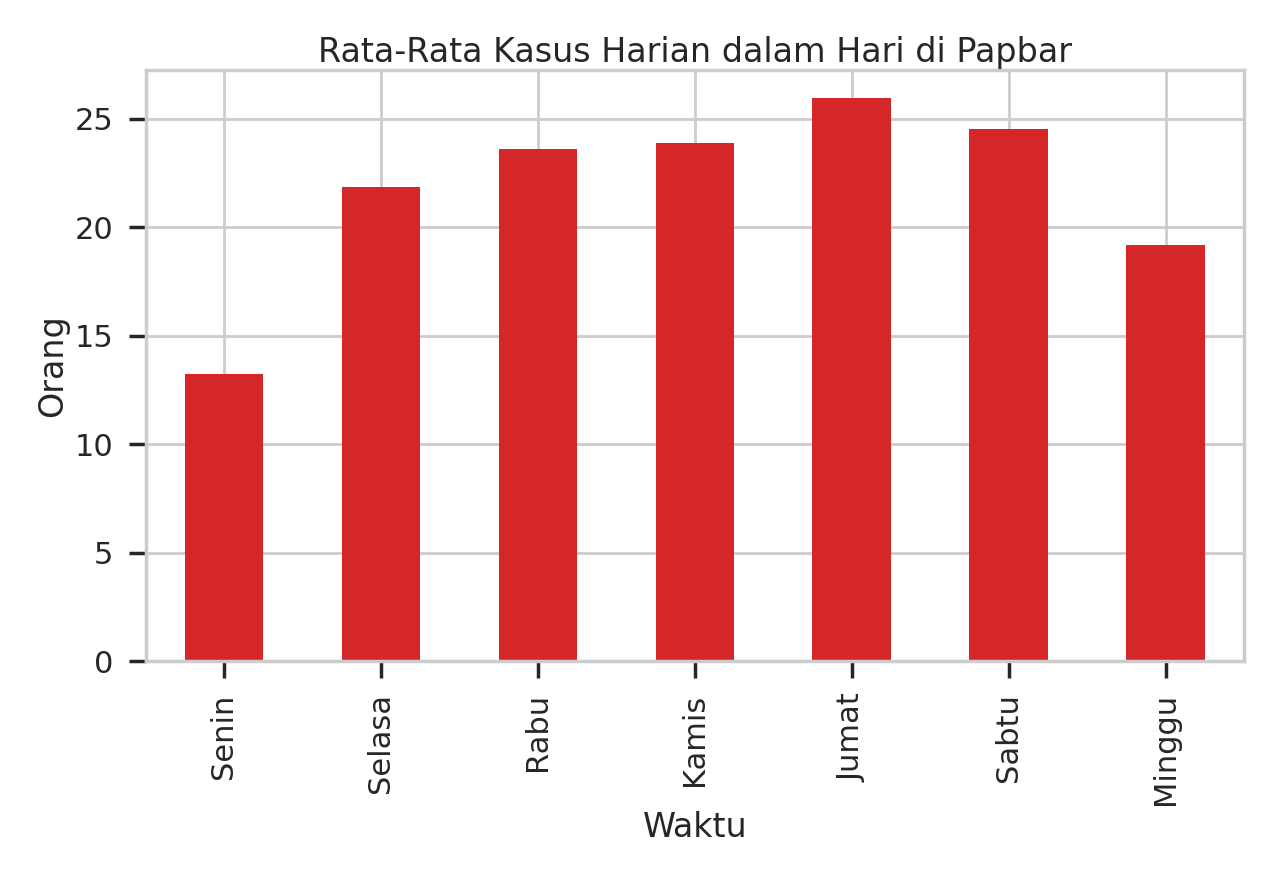 Rata-Rata Kasus Harian dalam Hari di Papbar
Orang
25
20
15
10
5
0
Senin
Selasa
Rabu
Kamis
Jumat
Sabtu
Minggu
Waktu